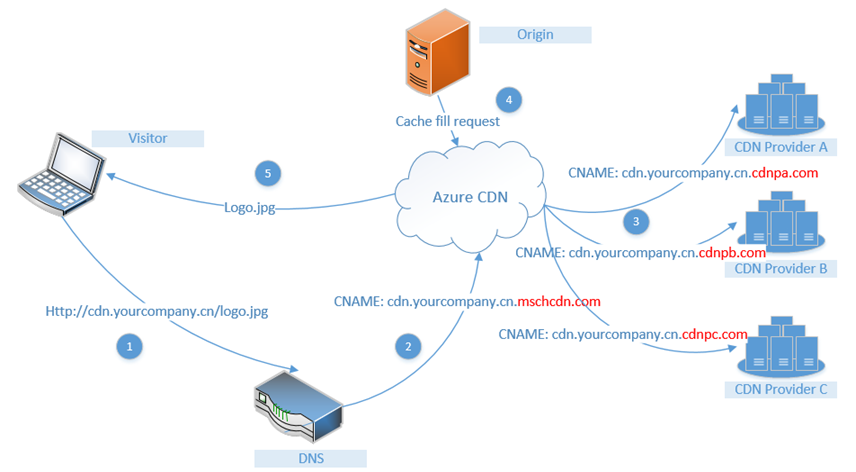 Origin
4
Cache fill request
Visitor
CDN Provider A
5
CNAME: cdn.yourcompany.cn.cdnpa.com
Azure CDN
Logo.jpg
3
CNAME: cdn.yourcompany.cn.cdnpb.com
CDN Provider B
CNAME: cdn.yourcompany.cn.mschcdn.com
Http://cdn.yourcompany.cn/logo.jpg
CNAME: cdn.yourcompany.cn.cdnpc.com
1
2
CDN Provider C
DNS